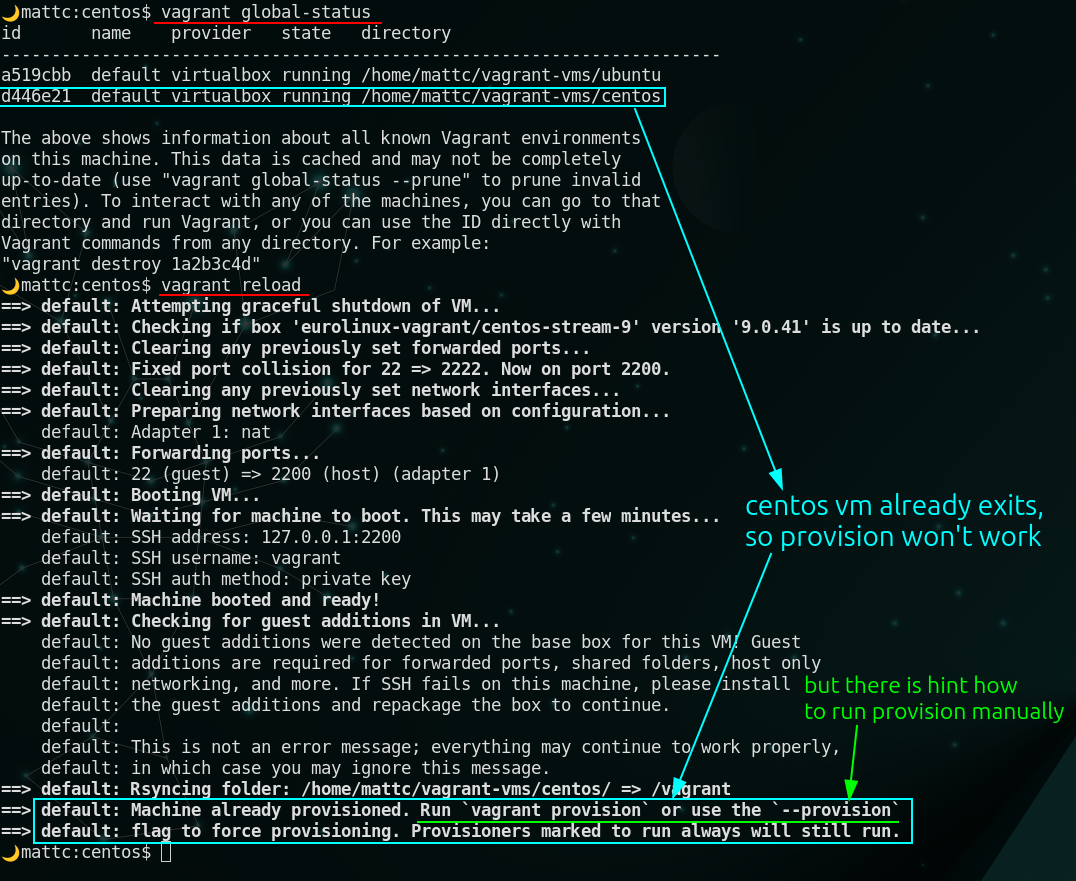 🌙mattc:centos$ vagrant global-status
id       name    provider   state   directory
------------------------------------------------------------------------
a519cbb  default virtualbox running /home/mattc/vagrant-vms/ubuntu
d446e21  default virtualbox running /home/mattc/vagrant-vms/centos
The above shows information about all known Vagrant environments
on this machine. This data is cached and may not be completely
up-to-date (use "vagrant global-status --prune" to prune invalid
entries). To interact with any of the machines, you can go to that
directory and run Vagrant, or you can use the ID directly with
Vagrant commands from any directory. For example:
"vagrant destroy 1a2b3c4d"
🌙mattc:centos$ vagrant reload
==> default: Attempting graceful shutdown of VM...
==> default: Checking if box 'eurolinux-vagrant/centos-stream-9' version '9.0.41' is up to date...
==> default: Clearing any previously set forwarded ports...
==> default: Fixed port collision for 22 => 2222. Now on port 2200.
==> default: Clearing any previously set network interfaces...
==> default: Preparing network interfaces based on configuration...
    default: Adapter 1: nat
==> default: Forwarding ports...
    default: 22 (guest) => 2200 (host) (adapter 1)
==> default: Booting VM...
==> default: Waiting for machine to boot. This may take a few minutes...
    default: SSH address: 127.0.0.1:2200
    default: SSH username: vagrant
    default: SSH auth method: private key
==> default: Machine booted and ready!
==> default: Checking for guest additions in VM...
    default: No guest additions were detected on the base box for this VM! Guest
    default: additions are required for forwarded ports, shared folders, host only
    default: networking, and more. If SSH fails on this machine, please install
    default: the guest additions and repackage the box to continue.
    default:
    default: This is not an error message; everything may continue to work properly,
    default: in which case you may ignore this message.
==> default: Rsyncing folder: /home/mattc/vagrant-vms/centos/ => /vagrant
==> default: Machine already provisioned. Run `vagrant provision` or use the `--provision`
==> default: flag to force provisioning. Provisioners marked to run always will still run.
🌙mattc:centos$
centos vm already exits,
so provision won't work
but there is hint how
to run provision manually